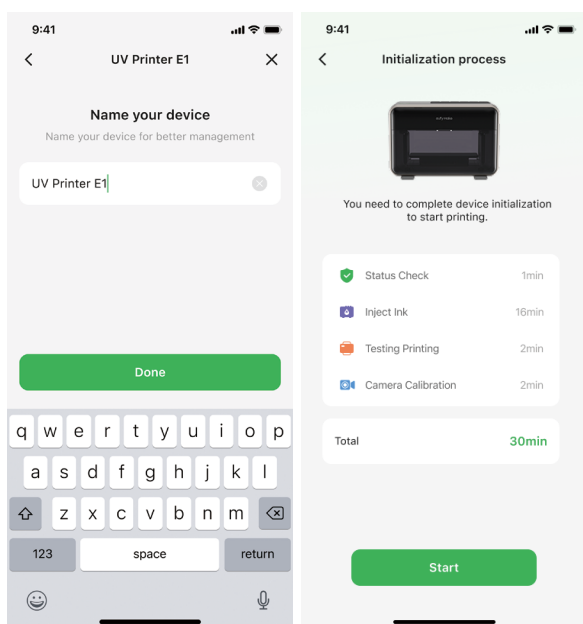 9:41
UV Printer E1
Name your device
Name your device for better management
UV Printer E1
Done
q w e r t y u i o p
a s d f g h j k l
z x c v b n m
123 space return
9:41
Initialization process
You need to complete device initialization
to start printing.
Status Check 1min
Inject Ink 16min
Testing Printing 2min
Camera Calibration 2min
Total 30min
Start